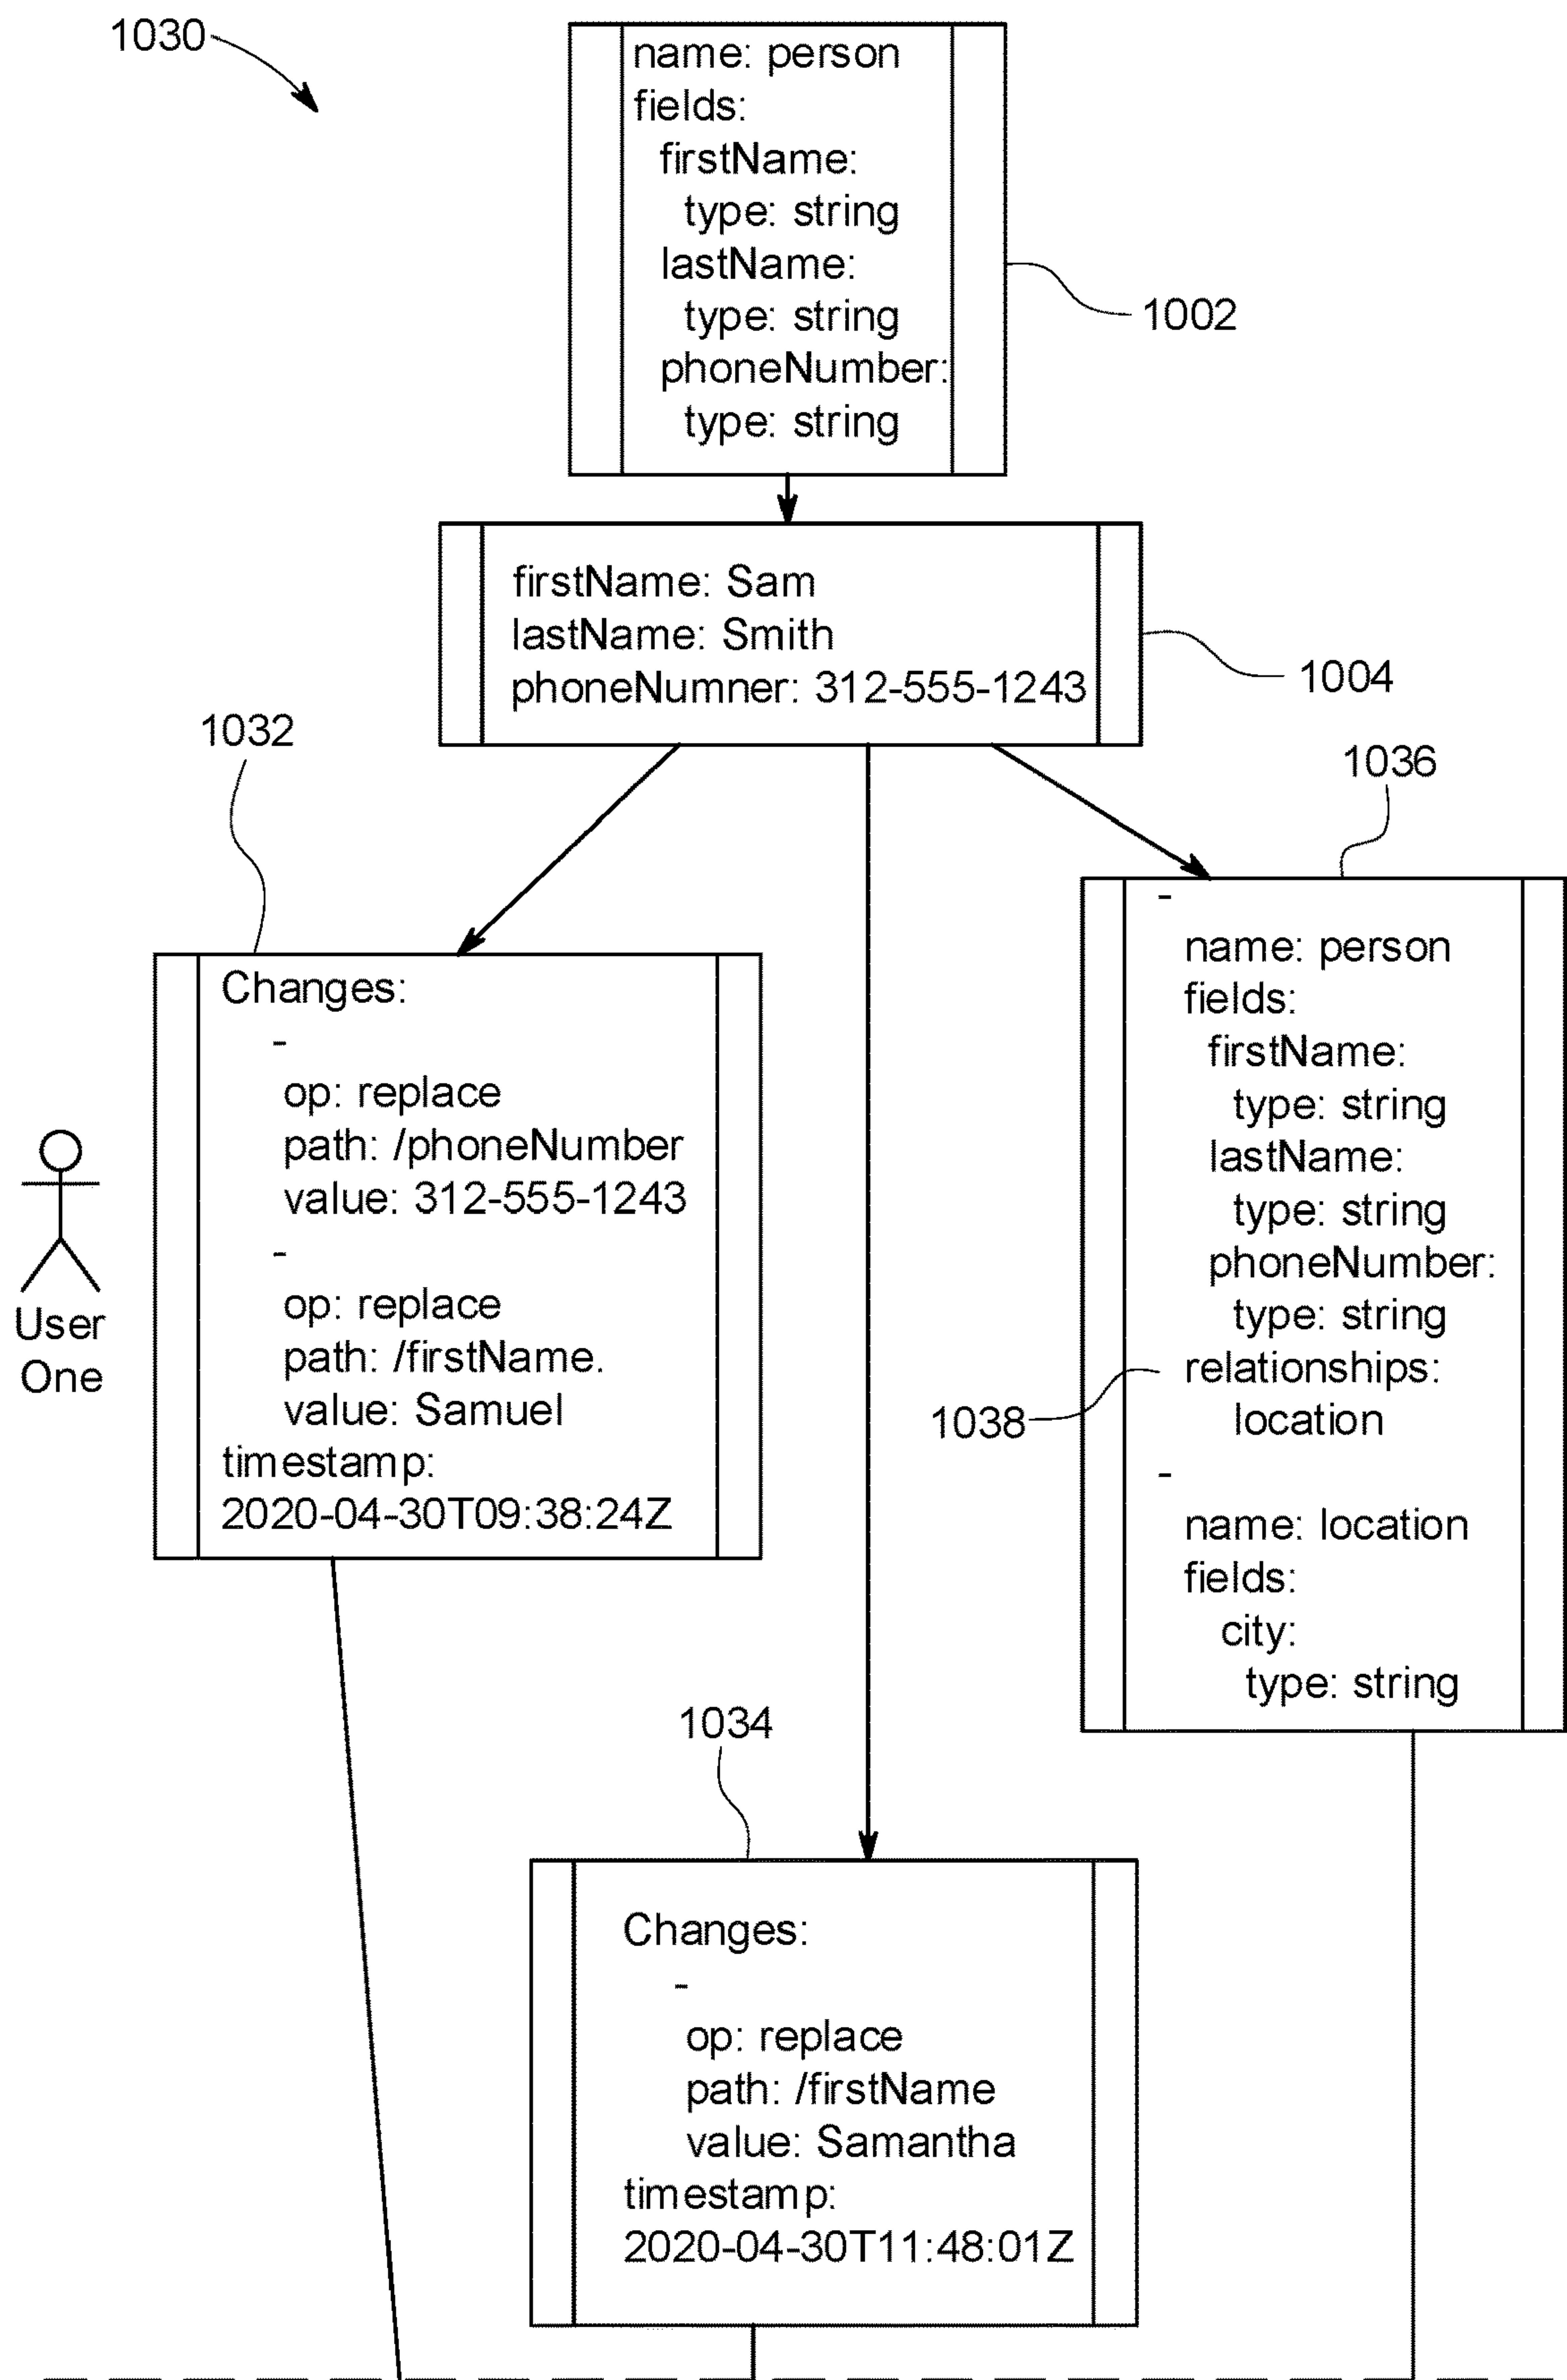 1030
name: person
fields:
firstName:
type: string
lastName:
type: string
phoneNumber:
type: string
1002
firstName: Sam
lastName: Smith
phoneNumner: 312-555-1243
1004
1032
Changes:
-
op: replace
path: /phoneNumber
value: 312-555-1243
-
op: replace
path: /firstName.
value: Samuel
timestamp:
2020-04-30T09:38:24Z
User
One
1036
-
name: person
fields:
firstName:
type: string
lastName:
type: string
phoneNumber:
type: string
relationships:
location
-
name: location
fields:
city:
type: string
1038
1034
Changes:
-
op: replace
path: /firstName
value: Samantha
timestamp:
2020-04-30T11:48:01Z